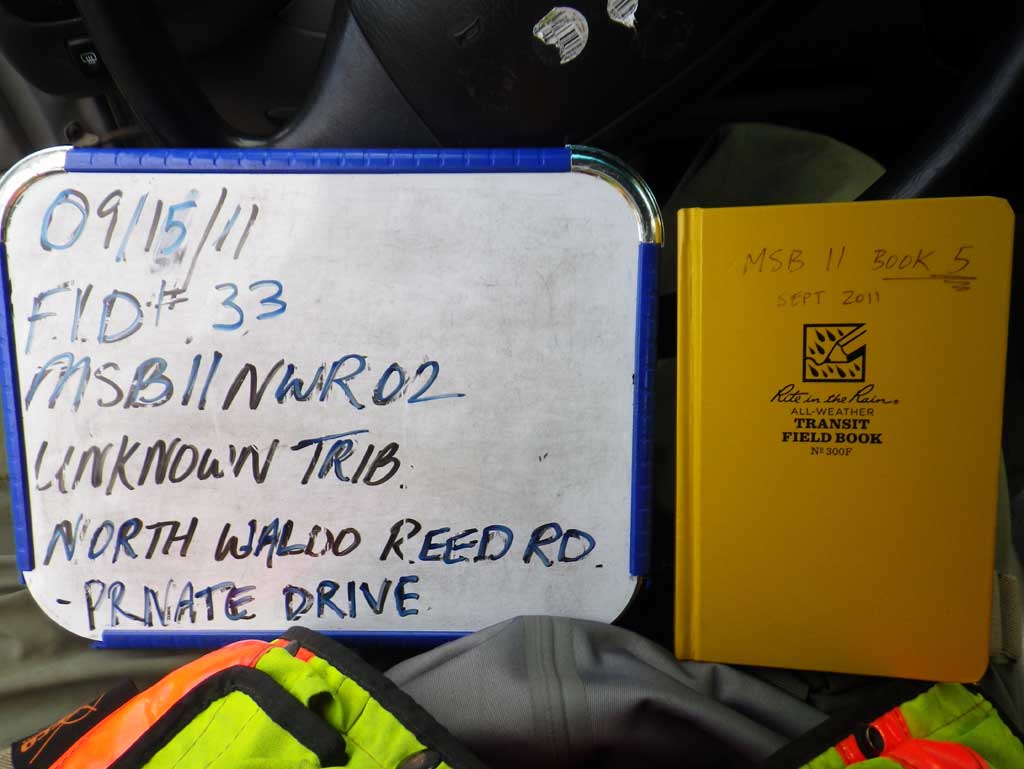 09/15/11
F.I.D# 33
MSB11NWR02
UNKNOWN TRIB.
NORTH WALDO REED RD.
- PRIVATE DRIVE
MSB 11 BOOK 5
SEPT 2011
Rite in the Rain®
ALL-WEATHER
TRANSIT
FIELD BOOK
Nº 300F